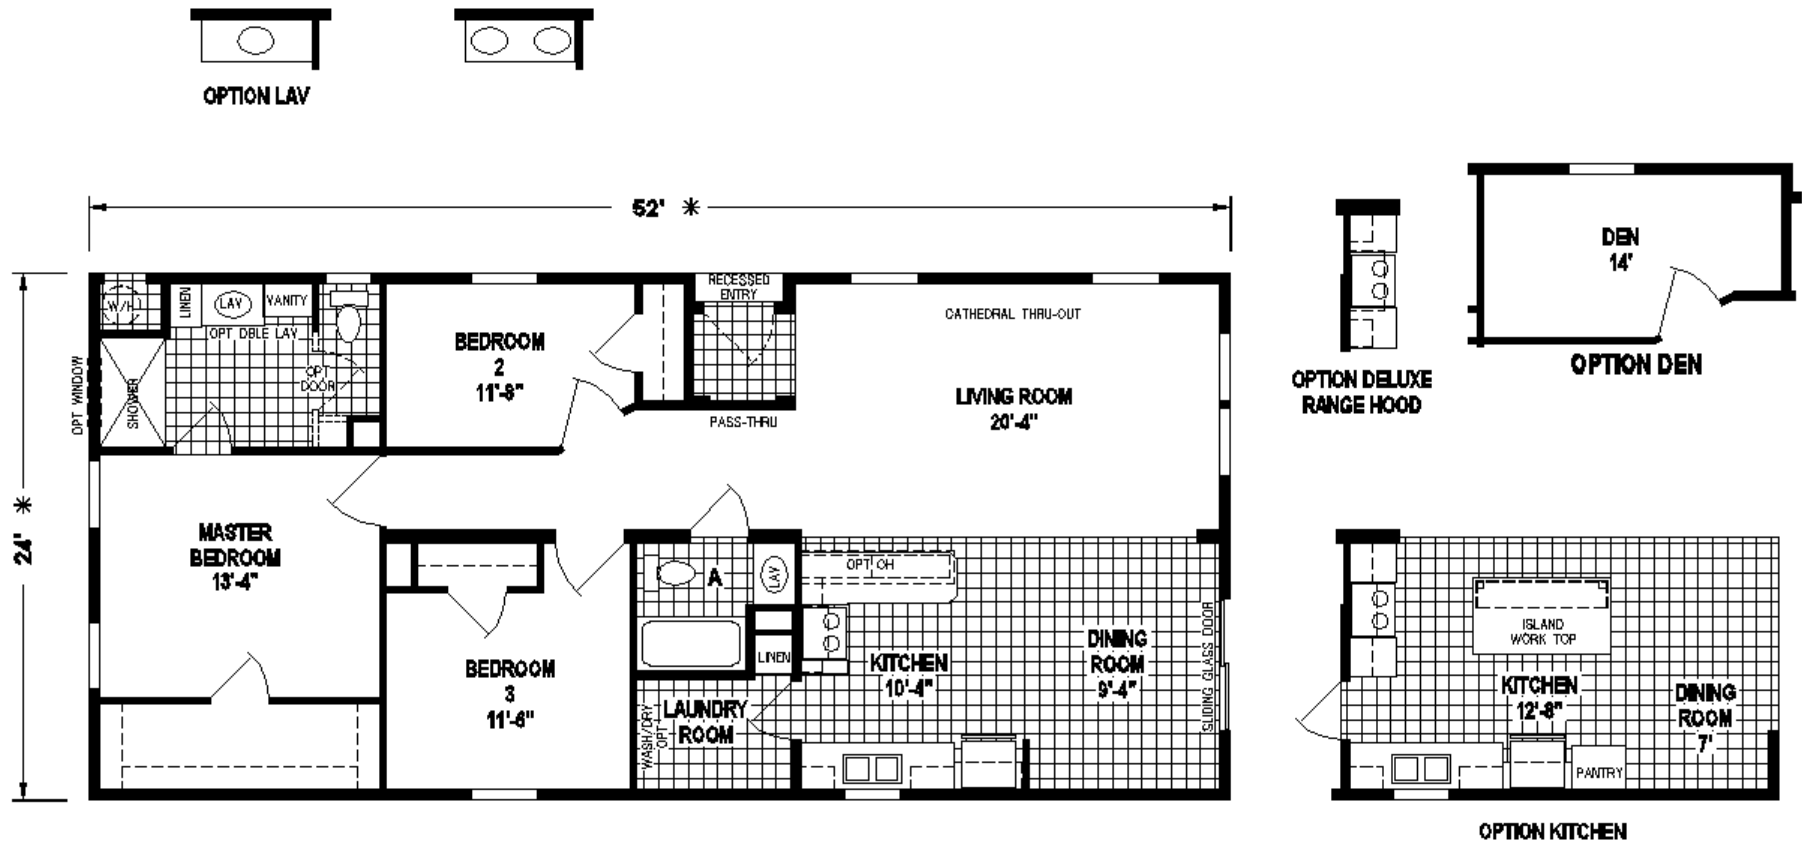 OPTION LAV
52' *
24' *
W/H
LINEN
LAV
VANITY
OPT DBLE LAV
OPT
DOOR
OPT WINDOW
SHOWER
BEDROOM
2
11'-8"
RECESSED
ENTRY
PASS-THRU
CATHEDRAL THRU-OUT
LIVING ROOM
20'-4"
MASTER
BEDROOM
13'-4"
BEDROOM
3
11'-6"
A
LAV
LINEN
OPT OH
KITCHEN
10'-4"
DINING
ROOM
9'-4"
SLIDING GLASS DOOR
LAUNDRY
ROOM
WASH/DRY
OPT
OPTION DELUXE
RANGE HOOD
DEN
14'
OPTION DEN
ISLAND
WORK TOP
KITCHEN
12'-8"
DINING
ROOM
7'
PANTRY
OPTION KITCHEN